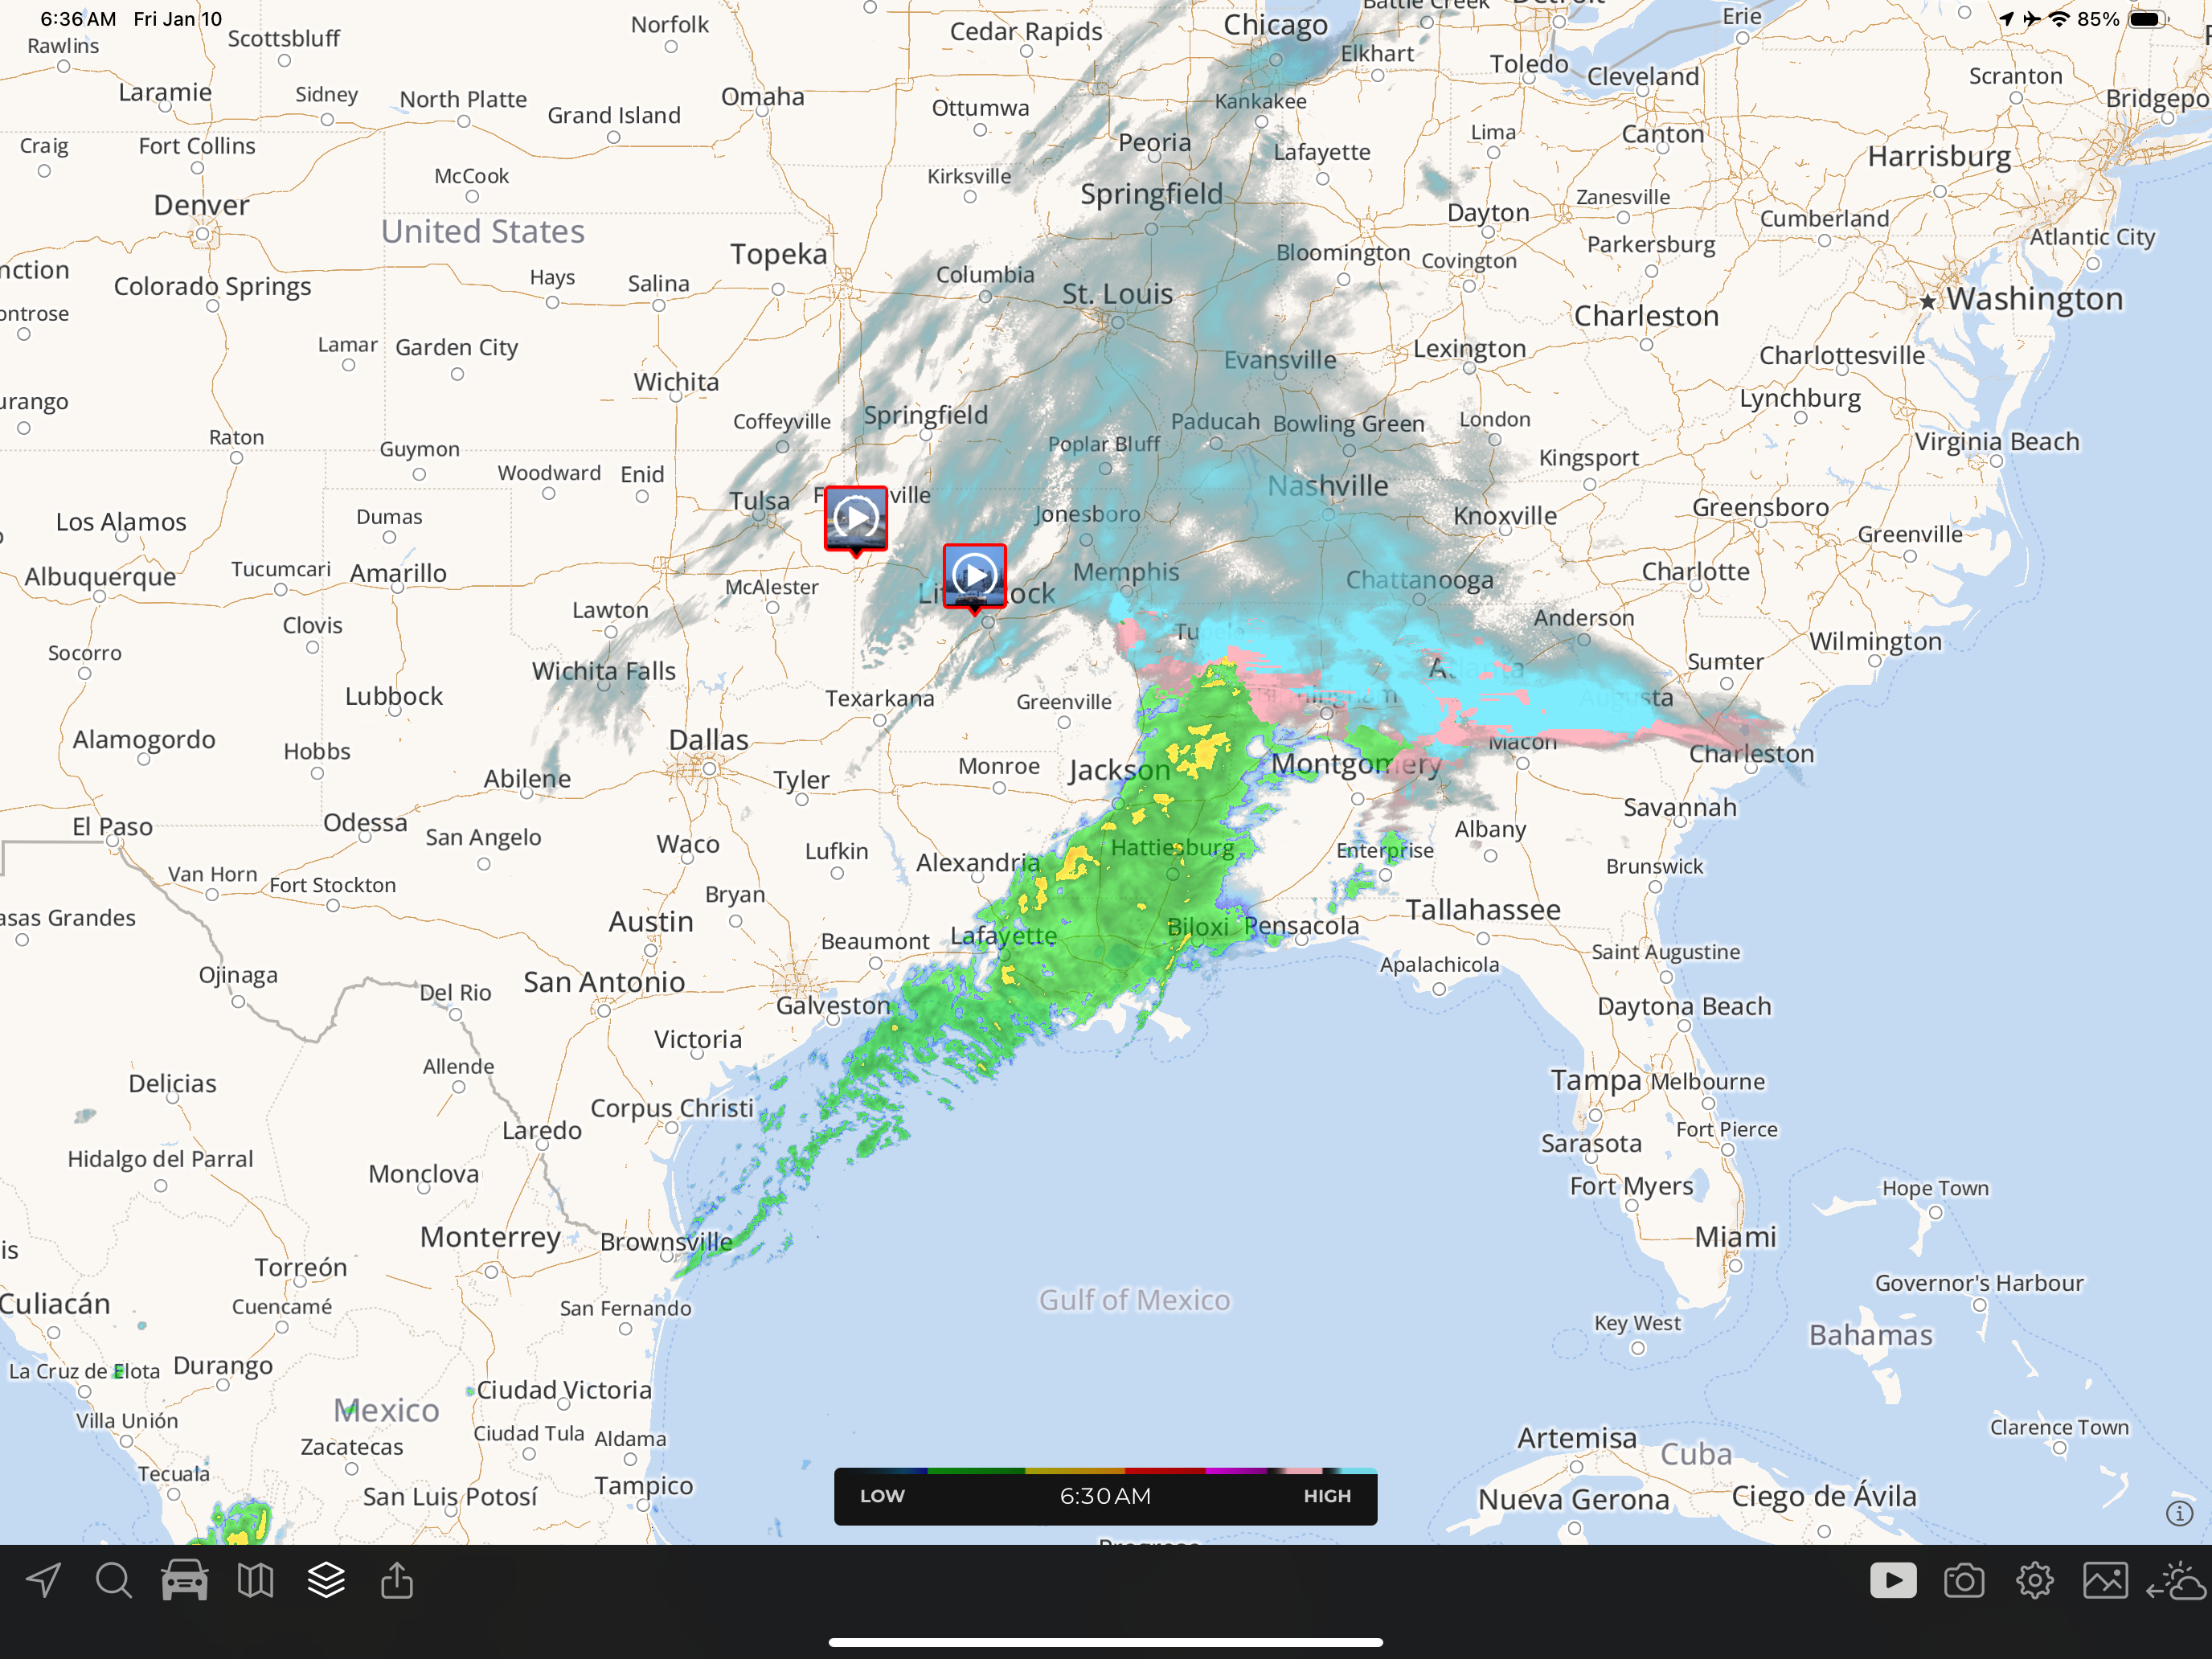 6:36 AM Fri Jan 10
85%
Norfolk
Cedar Rapids
Chicago
Battle Creek
Detroit
Erie
Rawlins
Scottsbluff
Elkhart
Toledo
Cleveland
Scranton
Laramie
Sidney
North Platte
Omaha
Ottumwa
Kankakee
Bridgepo
Grand Island
Craig
Fort Collins
Peoria
Lafayette
Lima
Canton
Harrisburg
McCook
Kirksville
Springfield
Zanesville
Denver
United States
Dayton
Cumberland
Topeka
Bloomington
Covington
Parkersburg
Atlantic City
nction
Colorado Springs
Hays
Salina
Columbia
St. Louis
Washington
ontrose
Charleston
Lamar
Garden City
Evansville
Lexington
Charlottesville
Wichita
urango
Coffeyville
Springfield
Paducah
Bowling Green
London
Lynchburg
Raton
Guymon
Poplar Bluff
Kingsport
Virginia Beach
Woodward
Enid
Nashville
Tulsa
F
ville
Los Alamos
Dumas
Jonesboro
Knoxville
Greensboro
Greenville
Albuquerque
Tucumcari
Amarillo
McAlester
Memphis
Chattanooga
Charlotte
Lit
ock
Lawton
Clovis
Tupelo
Anderson
Wilmington
Socorro
Wichita Falls
Atlanta
Sumter
Lubbock
Texarkana
Greenville
Birmingham
Augusta
Alamogordo
Hobbs
Dallas
Macon
Charleston
Abilene
Tyler
Monroe
Jackson
Montgomery
El Paso
Odessa
San Angelo
Waco
Lufkin
Alexandria
Hattiesburg
Enterprise
Albany
Savannah
Van Horn
Fort Stockton
Bryan
Brunswick
asas Grandes
Austin
Beaumont
Lafayette
Biloxi
Pensacola
Tallahassee
Ojinaga
Del Rio
San Antonio
Galveston
Apalachicola
Saint Augustine
Daytona Beach
Victoria
Allende
Delicias
Corpus Christi
Tampa
Melbourne
Laredo
Sarasota
Fort Pierce
Hidalgo del Parral
Monclova
Fort Myers
Hope Town
is
Monterrey
Brownsville
Miami
Torreón
Governor's Harbour
Culiacán
Cuencamé
San Fernando
Gulf of Mexico
Key West
Bahamas
La Cruz de Elota
Durango
Ciudad Victoria
Mexico
Villa Unión
Zacatecas
Ciudad Tula
Aldama
Clarence Town
Artemisa
Cuba
Tecuala
San Luis Potosí
Tampico
Nueva Gerona
Ciego de Ávila
LOW
6:30 AM
HIGH
Progreso